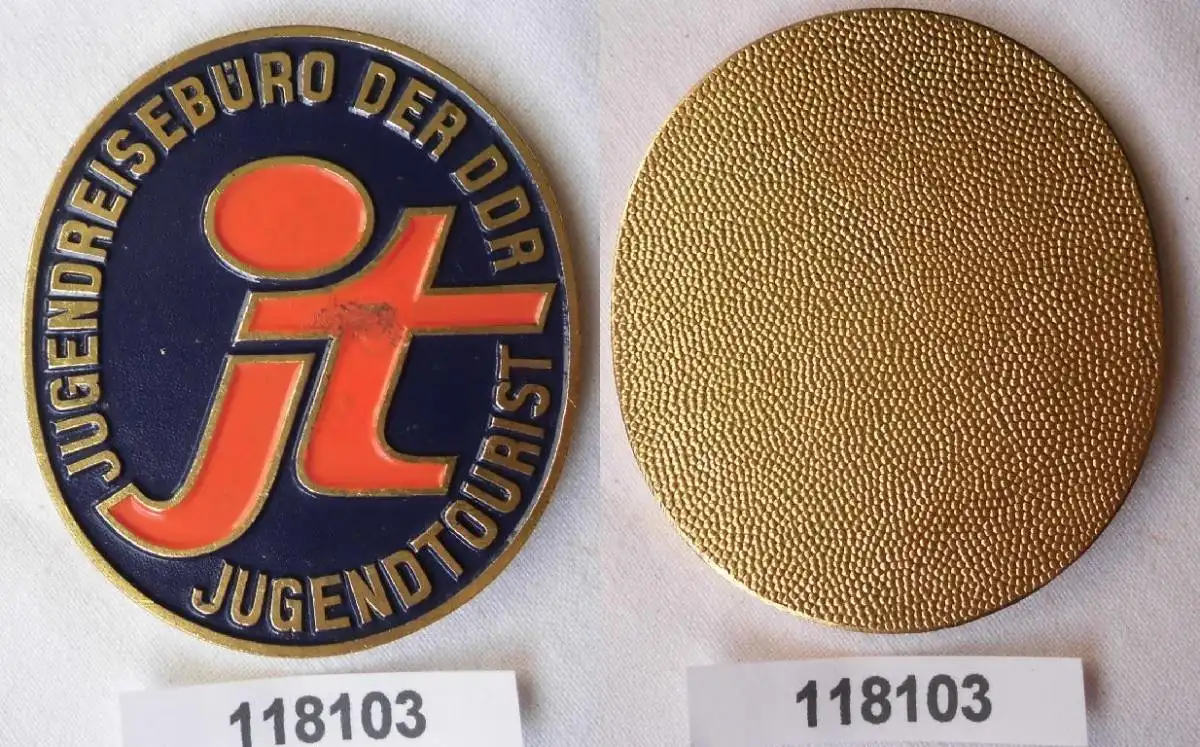 JUGENDREISEBÜRO DER DDR
jt
JUGENDTOURIST
118103
118103